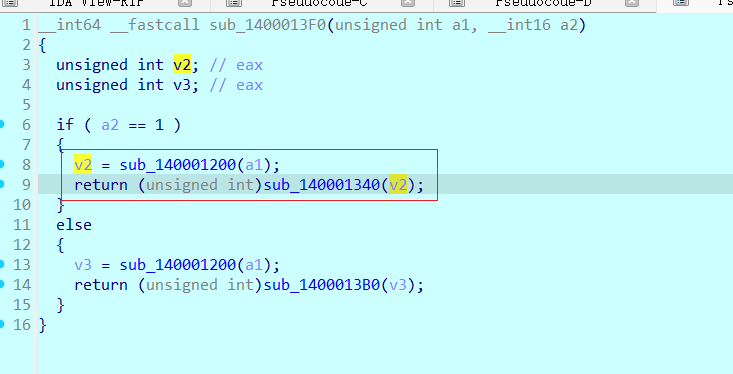 IDA View-RIP Pseudocode-C Pseudocode-D
1 __int64 __fastcall sub_1400013F0(unsigned int a1, __int16 a2)
2 {
3 unsigned int v2; // eax
4 unsigned int v3; // eax
5
6 if ( a2 == 1 )
7 {
8 v2 = sub_140001200(a1);
9 return (unsigned int)sub_140001340(v2);
10 }
11 else
12 {
13 v3 = sub_140001200(a1);
14 return (unsigned int)sub_1400013B0(v3);
15 }
16 }